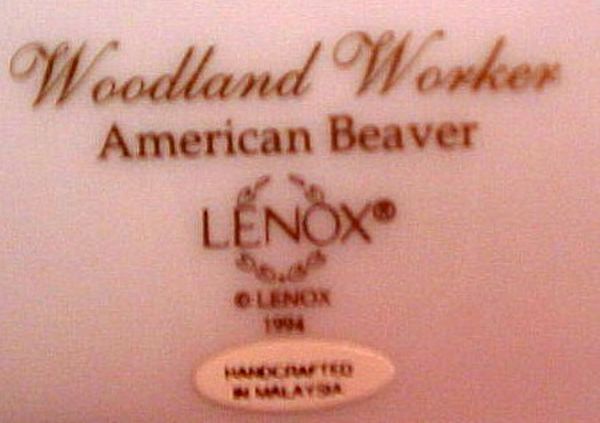 Woodland Worker
American Beaver
LENOX®
© LENOX
1994
HANDCRAFTED
IN MALAYSIA